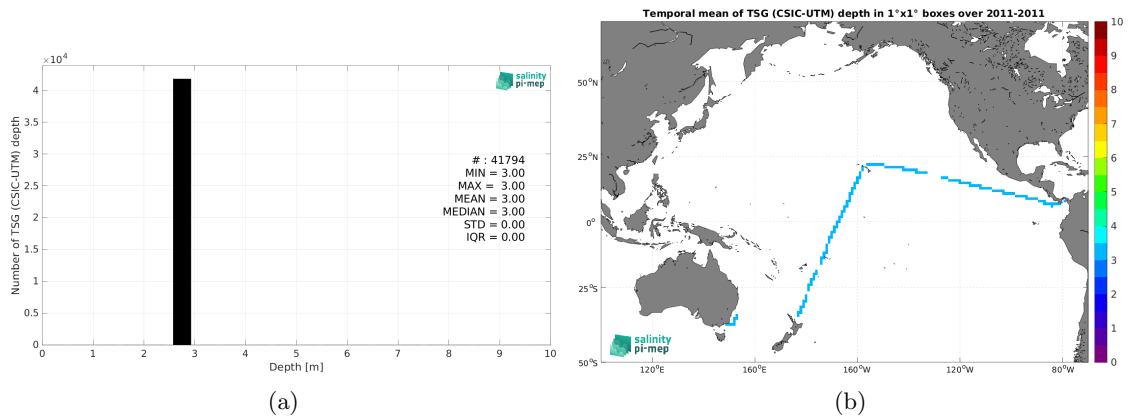 ×10⁴
4
3.5
3
2.5
2
1.5
1
0.5
0
Number of TSG (CSIC-UTM) depth
salinity
pi-mep
# : 41794
MIN = 3.00
MAX = 3.00
MEAN = 3.00
MEDIAN = 3.00
STD = 0.00
IQR = 0.00
0 1 2 3 4 5 6 7 8 9 10
Depth [m]
(a)
Temporal mean of TSG (CSIC-UTM) depth in 1°x1° boxes over 2011-2011
50°N
25°N
0°
25°S
50°S
salinity
pi-mep
120°E 160°E 160°W 120°W 80°W
10
9
8
7
6
5
4
3
2
1
0
(b)